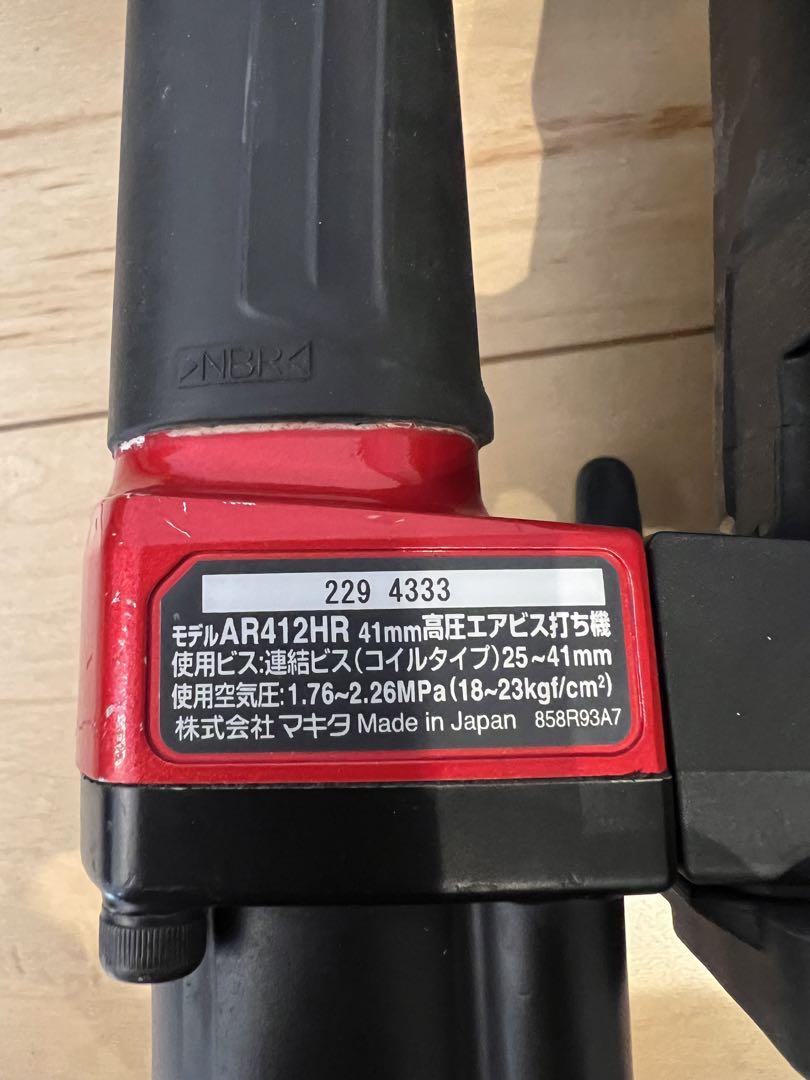 >NBR<
229 4333
モデルAR412HR 41mm高圧エアビス打ち機
使用ビス:連結ビス(コイルタイプ)25~41mm
使用空気圧:1.76~2.26MPa(18~23kgf/cm²)
株式会社 マキタ Made in Japan 858R93A7